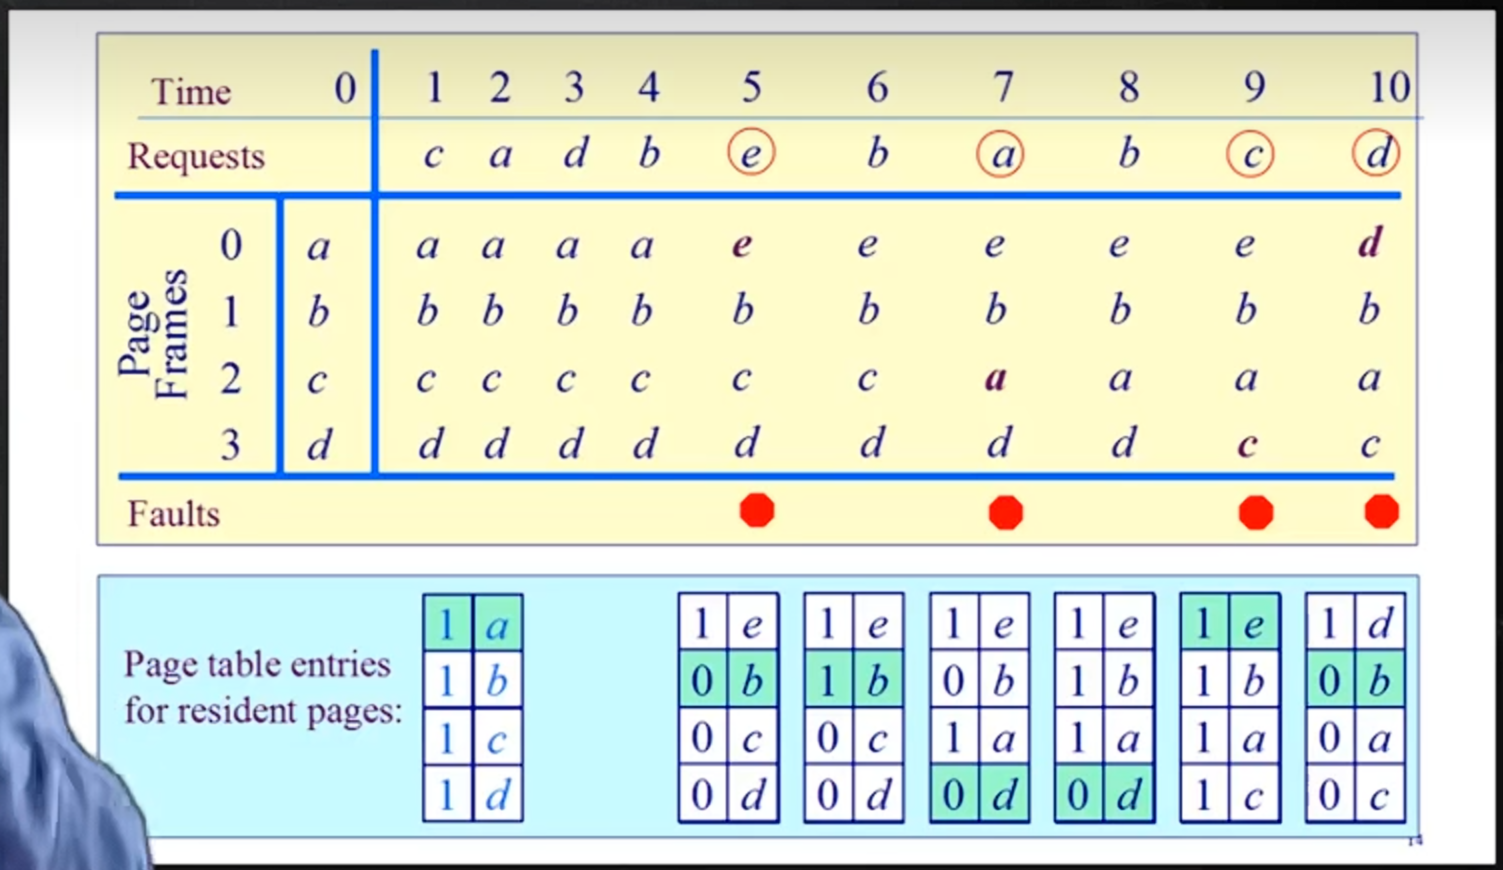 Time 0 1 2 3 4 5 6 7 8 9 10
Requests c a d b e b a b c d
Page Frames
0 a a a a a e e e e e d
1 b b b b b b b b b b b
2 c c c c c c c a a a a
3 d d d d d d d d d c c
Faults
Page table entries
for resident pages:
1 a 1 e 1 e 1 e 1 e 1 e 1 d
1 b 0 b 1 b 0 b 1 b 1 b 0 b
1 c 0 c 0 c 1 a 1 a 1 a 0 a
1 d 0 d 0 d 0 d 0 d 1 c 0 c
14